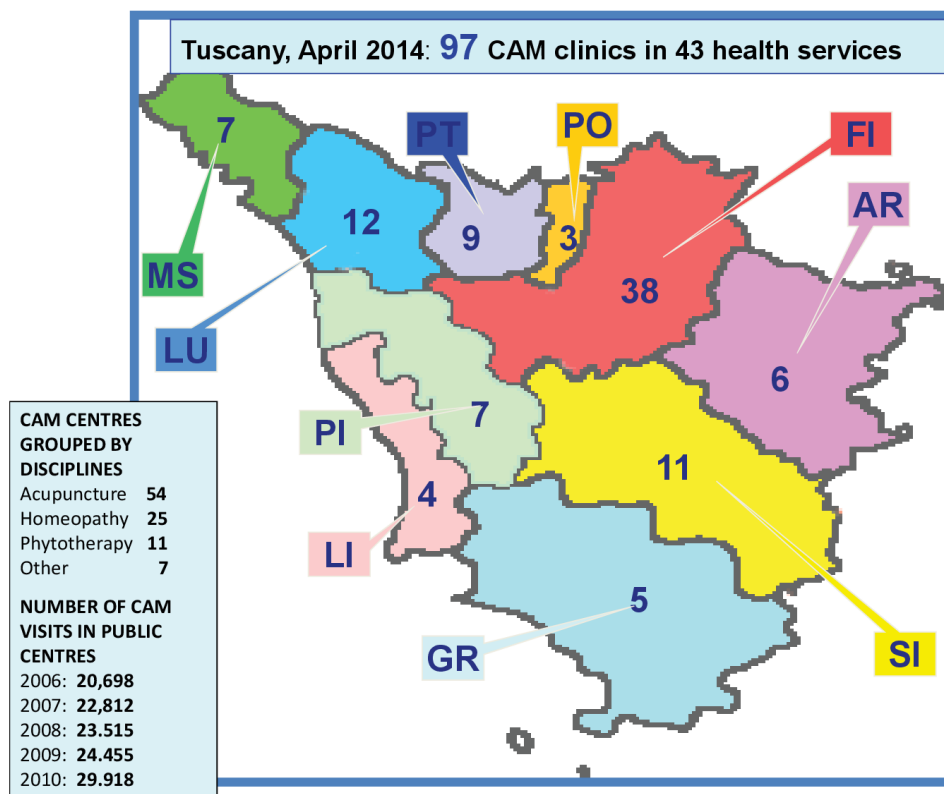 Tuscany, April 2014: 97 CAM clinics in 43 health services
7
PT
PO
FI
12
9
3
AR
MS
38
LU
6
PI
7
11
4
LI
5
GR
SI
CAM CENTRES
GROUPED BY
DISCIPLINES
Acupuncture 54
Homeopathy 25
Phytotherapy 11
Other 7
NUMBER OF CAM
VISITS IN PUBLIC
CENTRES
2006: 20,698
2007: 22,812
2008: 23.515
2009: 24.455
2010: 29.918